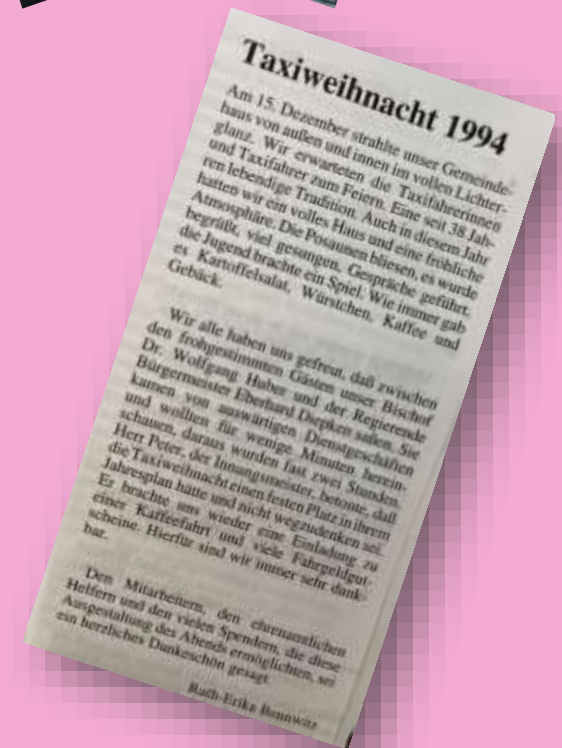 Taxiweihnacht 1994
Am 15. Dezember strahlte unser Gemeinde-
haus von außen und innen im vollen Lichter-
glanz. Wir erwarteten die Taxifahrerinnen
und Taxifahrer zum Feiern. Eine seit 38 Jah-
ren lebendige Tradition. Auch in diesem Jahr
hatten wir ein volles Haus und eine fröhliche
Atmosphäre. Die Posaunen bliesen, es wurde
begrüßt, viel gesungen, Gespräche geführt,
die Jugend brachte ein Spiel. Wie immer gab
es Kartoffelsalat, Würstchen, Kaffee und
Gebäck.
Wir alle haben uns gefreut, daß zwischen
den frohgestimmten Gästen unser Bischof
Dr. Wolfgang Huber und der Regierende
Bürgermeister Eberhard Diepken saßen. Sie
kamen von auswärtigen Dienstgeschäften
und wollten für wenige Minuten herein-
schauen, daraus wurden fast zwei Stunden.
Herr Peter, der Innungsmeister, betonte, daß
die Taxiweihnacht einen festen Platz in ihrem
Jahresplan hätte und nicht wegzudenken sei.
Er brachte uns wieder eine Einladung zu
einer Kaffeefahrt und viele Fahrgeldgut-
scheine. Hierfür sind wir immer sehr dank-
bar.
Den Mitarbeitern, den ehrenamtlichen
Helfern und den vielen Spendern, die diese
Ausgestaltung des Abends ermöglichten, sei
ein herzliches Dankeschön gesagt.
Ruth-Erika Bannwitz